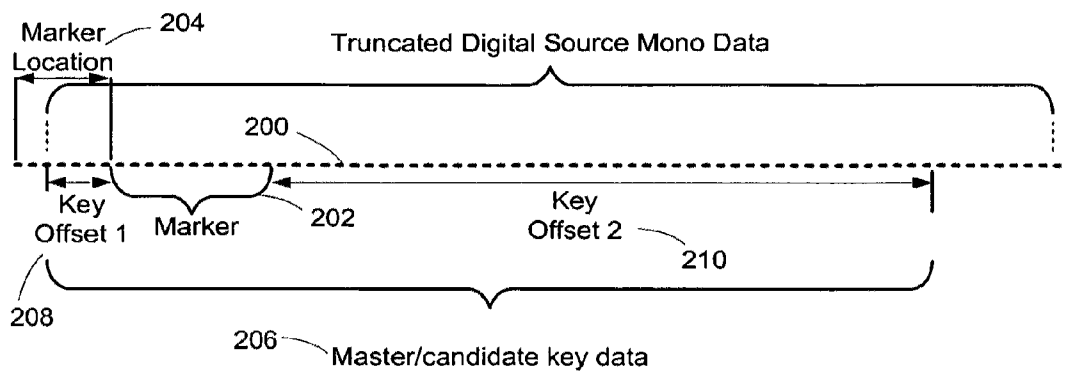 Marker
Location
204
Truncated Digital Source Mono Data
200
Key
Offset 1
Marker
202
Key
Offset 2
210
208
206
Master/candidate key data